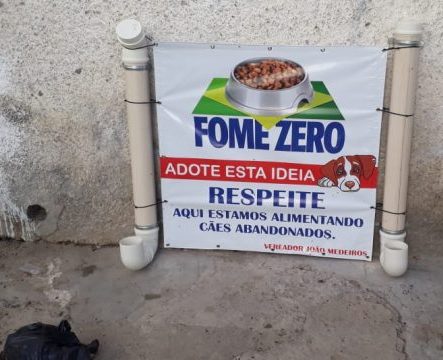 FOME ZERO
ADOTE ESTA IDEIA
RESPEITE
AQUI ESTAMOS ALIMENTANDO
CÃES ABANDONADOS.
VEREADOR JOÃO MEDEIROS